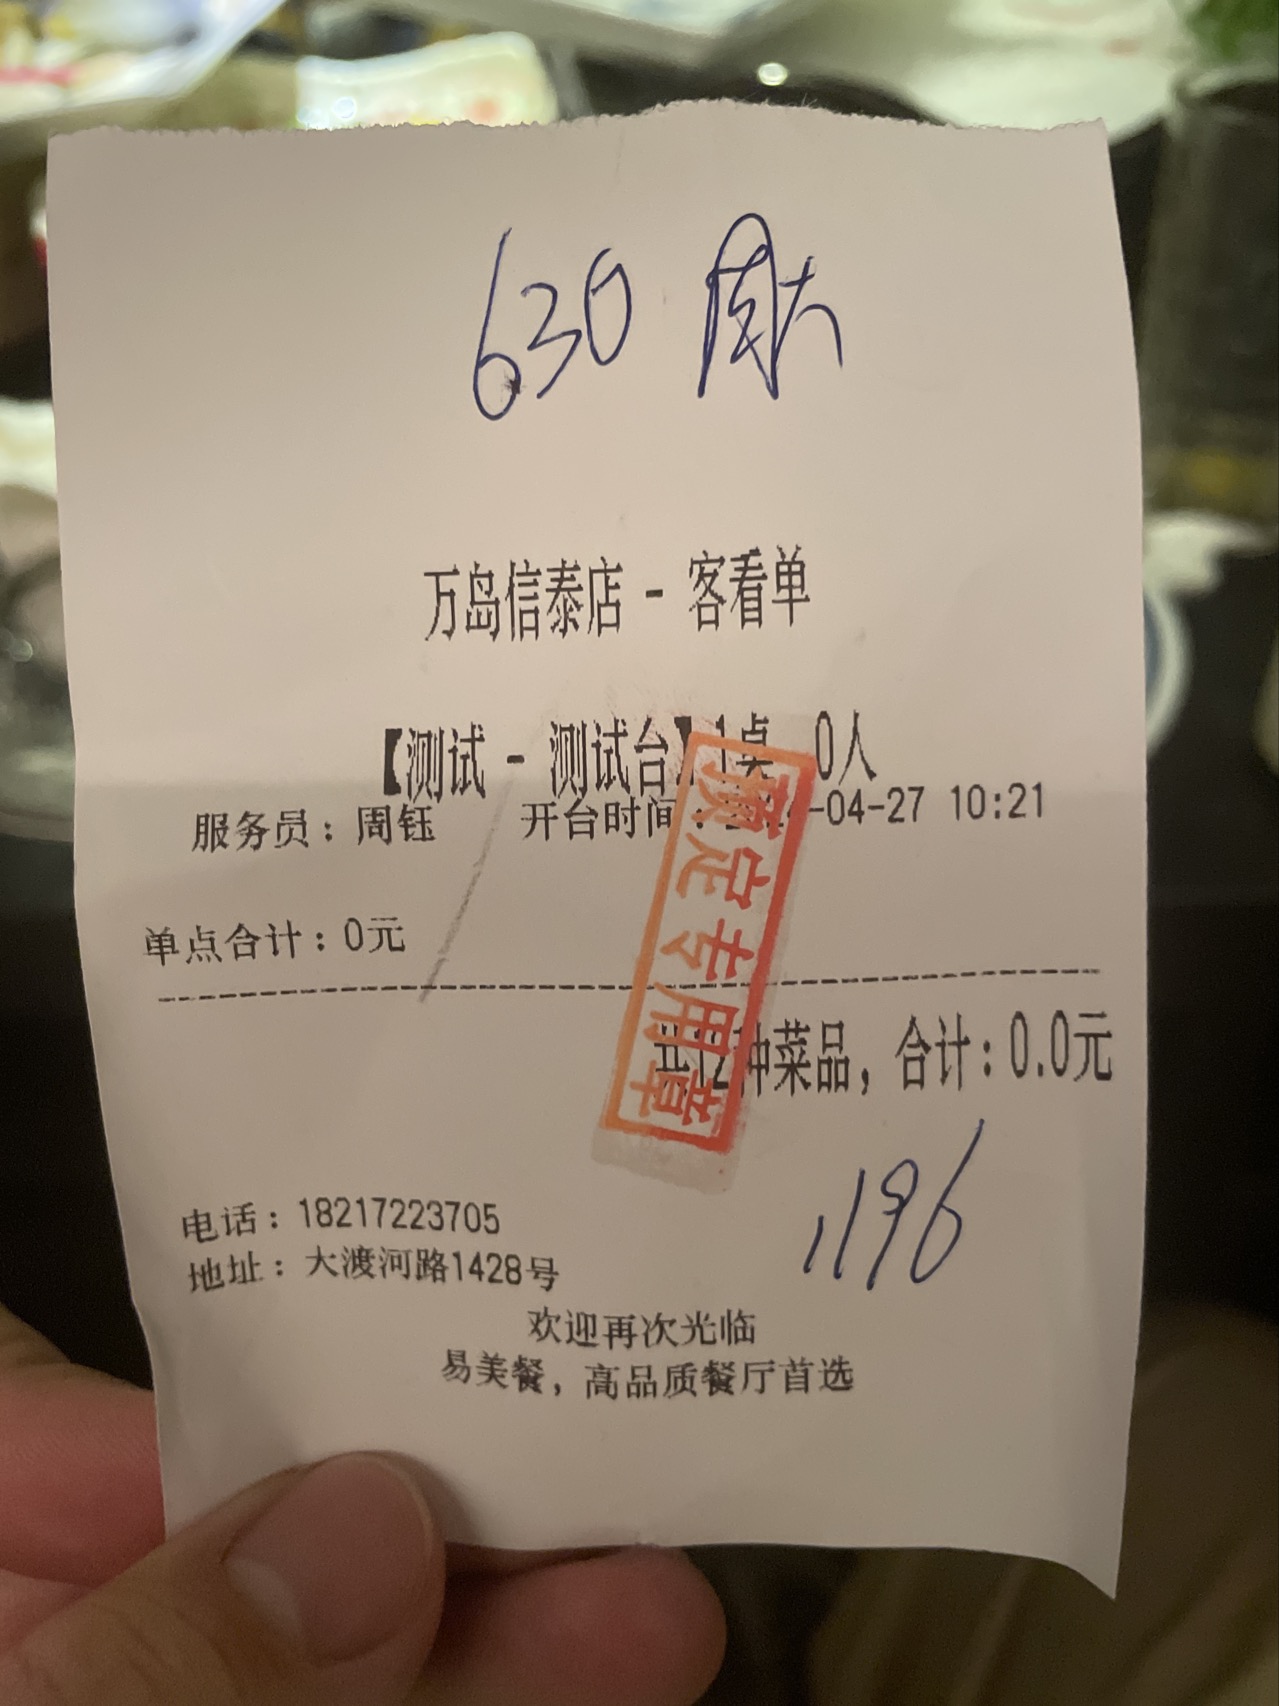 630
万岛信泰店 - 客看单
【测试 - 测试台】1桌 0人
服务员：周钰 开台时间：-04-27 10:21
预定专用章
单点合计：0元
种菜品，合计：0.0元
1196
电话：18217223705
地址：大渡河路1428号
欢迎再次光临
易美餐，高品质餐厅首选